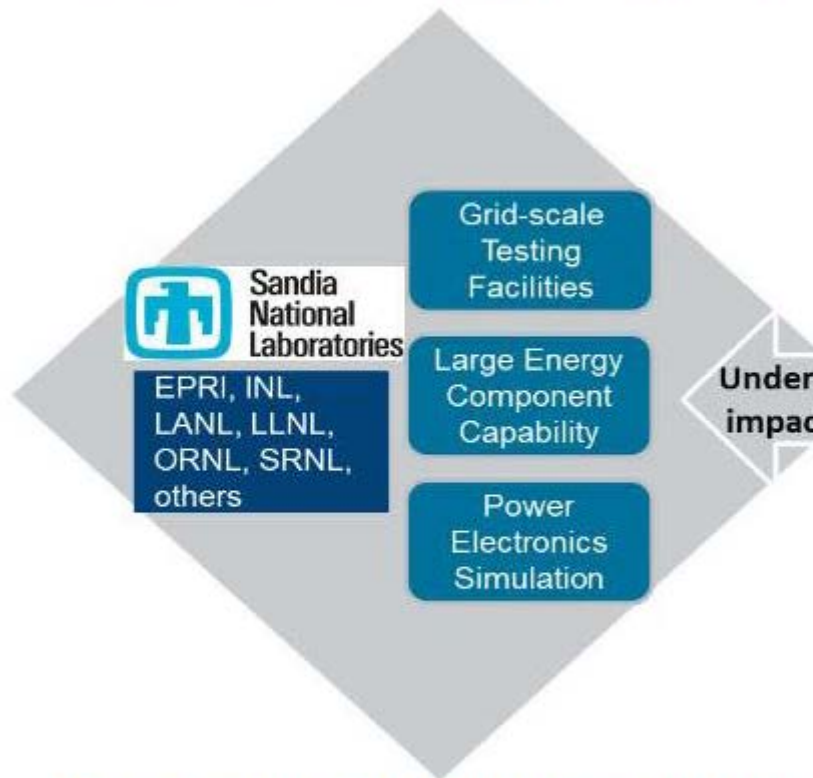 Sandia
National
Laboratories
EPRI, INL,
LANL, LLNL,
ORNL, SRNL,
others
Grid-scale
Testing
Facilities
Large Energy
Component
Capability
Power
Electronics
Simulation